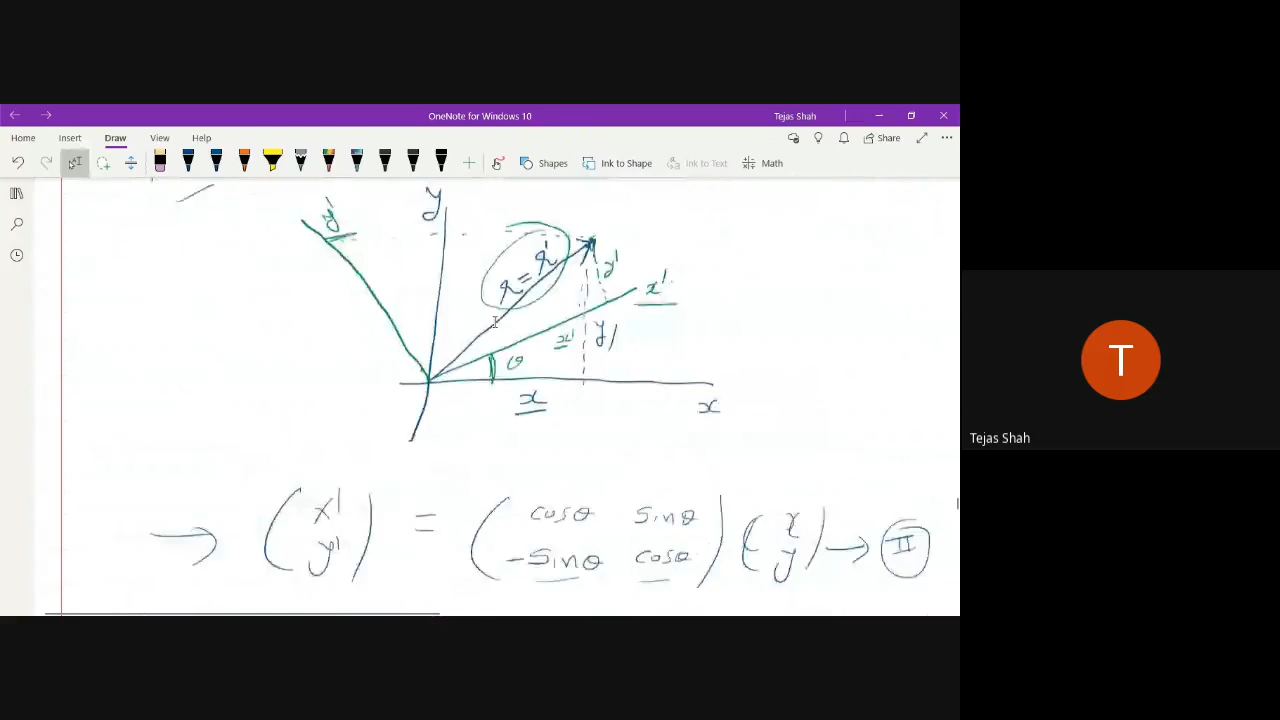 OneNote for Windows 10
Tejas Shah
Home Insert Draw View Help
Share
Shapes Ink to Shape Ink to Text Math
y'
y
r = r'
y'
x'
x'
y
θ
x
x
→ (x' y') = (cosθ sinθ -sinθ cosθ) (x y) → II
T
Tejas Shah